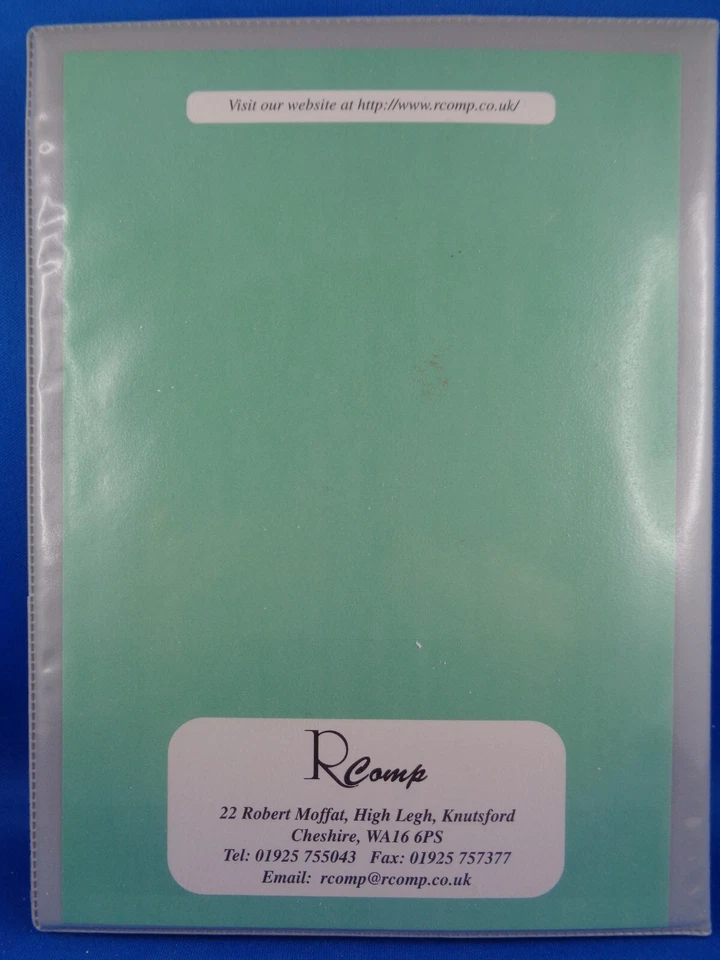 Visit our website at http://www.rcomp.co.uk/
RComp
22 Robert Moffat, High Legh, Knutsford
Cheshire, WA16 6PS
Tel: 01925 755043 Fax: 01925 757377
Email: rcomp@rcomp.co.uk